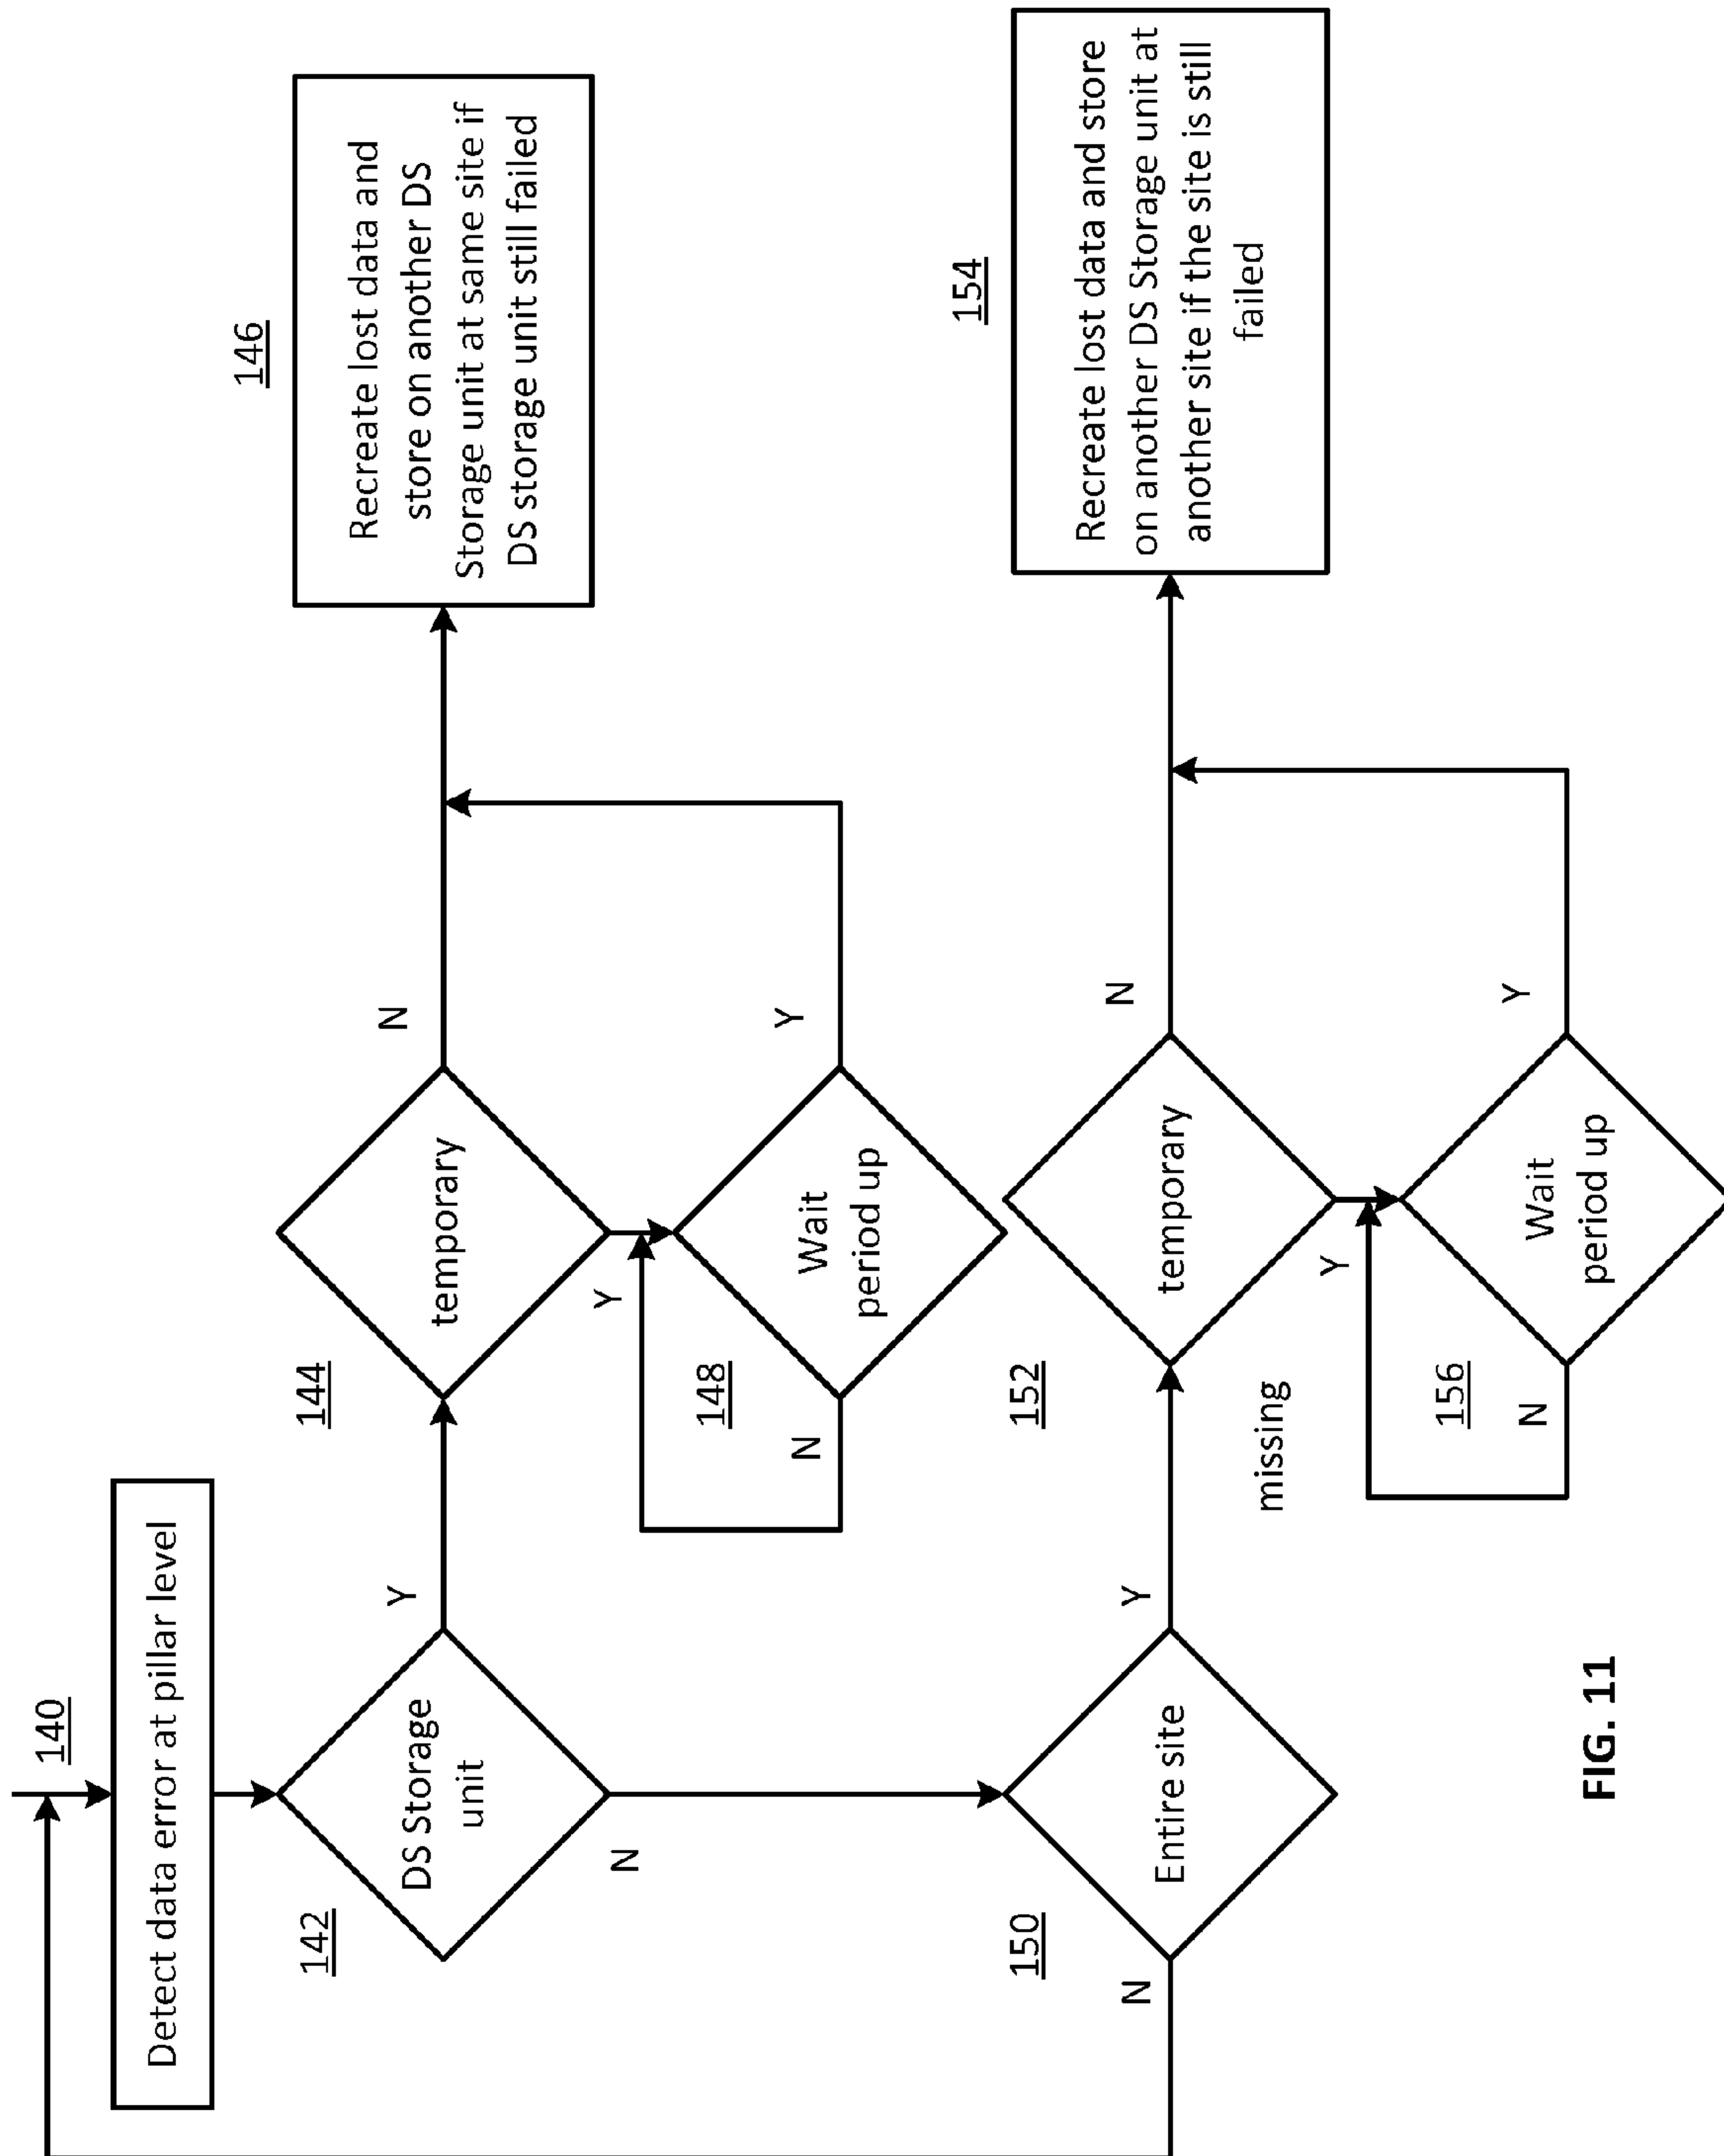 140
Detect data error at pillar level
142
DS Storage
unit
Y
N
144
temporary
N
Y
146
Recreate lost data and
store on another DS
Storage unit at same site if
DS storage unit still failed
148
Wait
period up
N
Y
150
Entire site
N
Y
152
missing
temporary
N
Y
154
Recreate lost data and store
on another DS Storage unit at
another site if the site is still
failed
156
Wait
period up
N
Y
FIG. 11